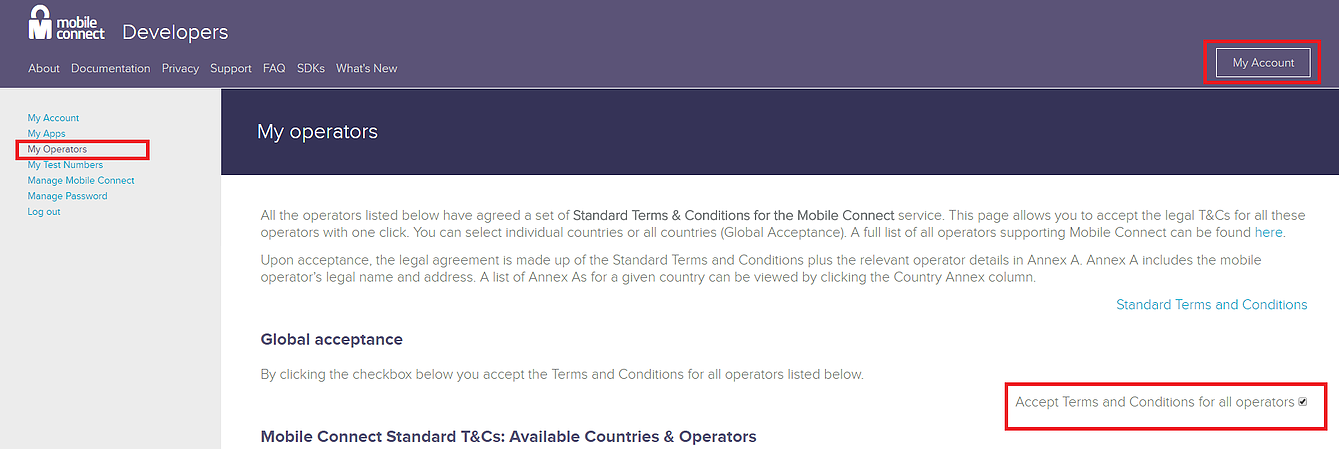 mobile
connect
Developers
About Documentation Privacy Support FAQ SDKs What's New
My Account
My Account
My Apps
My Operators
My Test Numbers
Manage Mobile Connect
Manage Password
Log out
My operators
All the operators listed below have agreed a set of Standard Terms & Conditions for the Mobile Connect service. This page allows you to accept the legal T&Cs for all these
operators with one click. You can select individual countries or all countries (Global Acceptance). A full list of all operators supporting Mobile Connect can be found here.
Upon acceptance, the legal agreement is made up of the Standard Terms and Conditions plus the relevant operator details in Annex A. Annex A includes the mobile
operator's legal name and address. A list of Annex As for a given country can be viewed by clicking the Country Annex column.
Standard Terms and Conditions
Global acceptance
By clicking the checkbox below you accept the Terms and Conditions for all operators listed below.
Accept Terms and Conditions for all operators
Mobile Connect Standard T&Cs: Available Countries & Operators